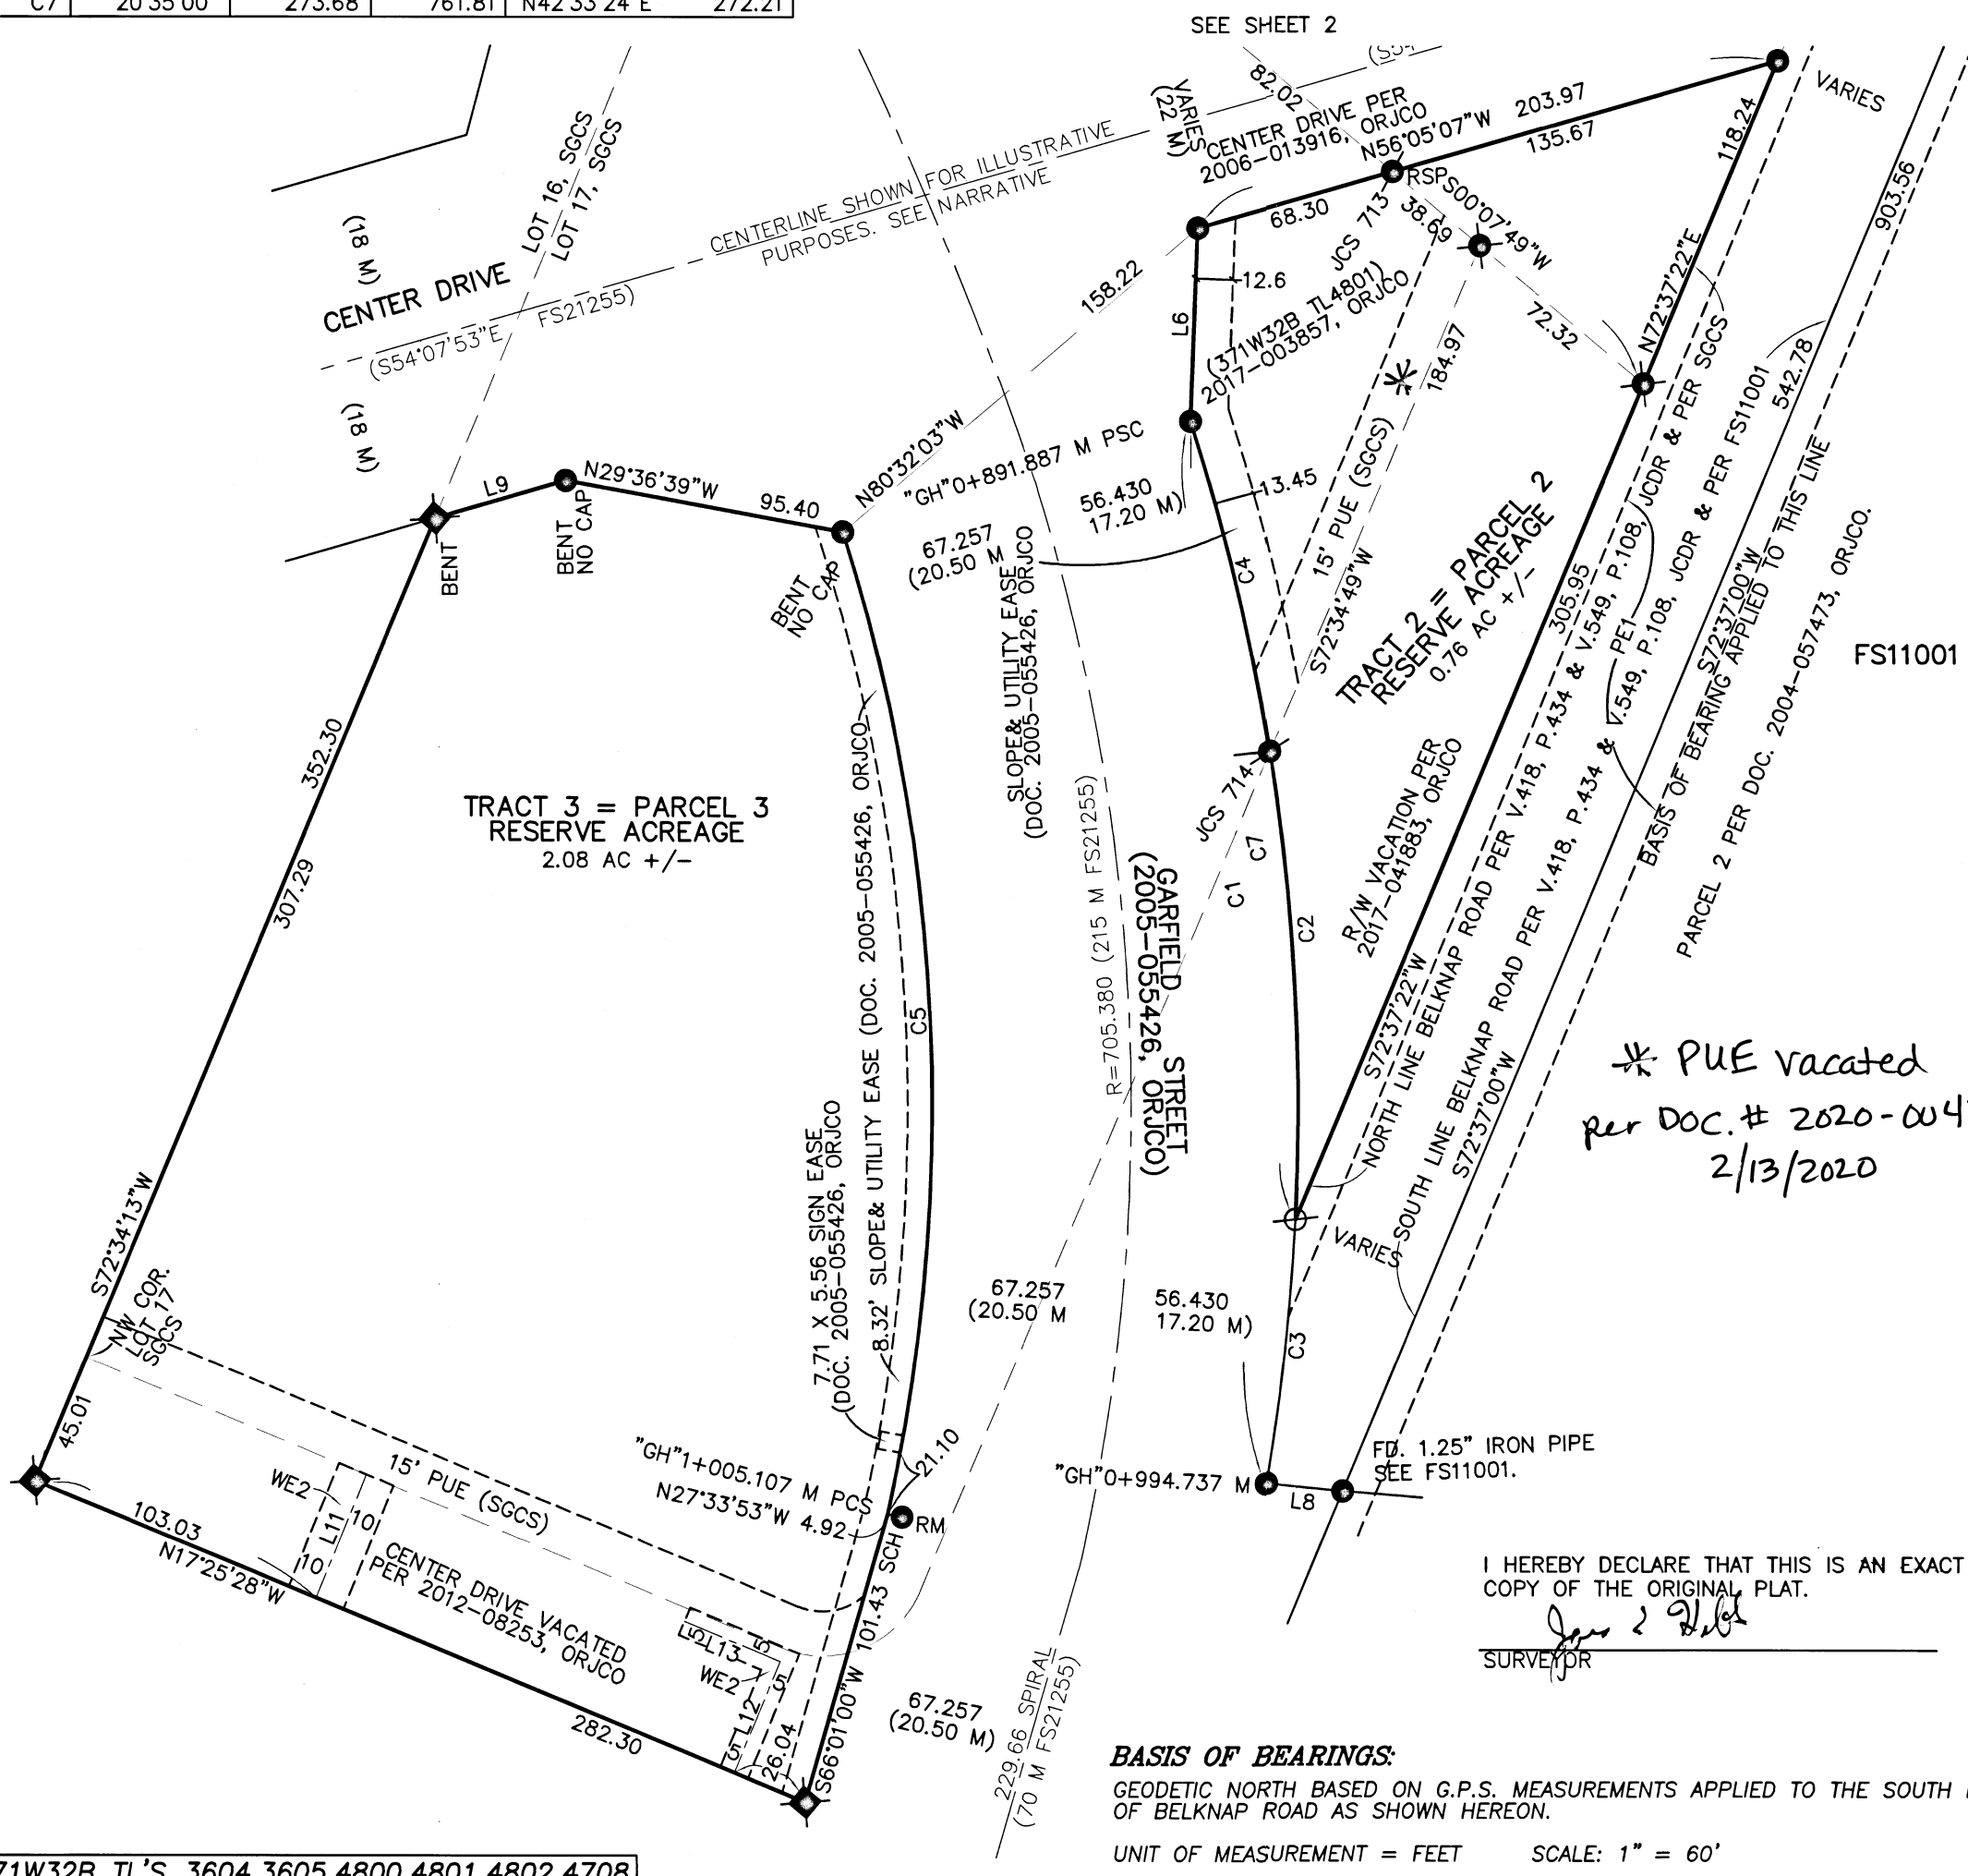 C7 20°35'00" 273.68 761.81 N42°33'24"E 272.21
SEE SHEET 2
82.02
VARIES
(22 M)
CENTER DRIVE PER
2006-013916, ORJCO
N56°05'07"W 203.97
135.67
VARIES
118.24
903.56
LOT 16, SGCS
LOT 17, SGCS
(18 M)
CENTERLINE SHOWN FOR ILLUSTRATIVE
PURPOSES. SEE NARRATIVE
CENTER DRIVE
(S54°07'53"E FS21255)
(18 M)
68.30
RSP
S00°07'49"W
38.69
JCS 713
158.22
12.6
L6
(371W32B TL4801)
2017-003857, ORJCO
72.32
N72°37'22"E
184.97
542.78
L9
N29°36'39"W
95.40
BENT
BENT
NO CAP
BENT
NO CAP
N80°32'03"W
"GH"0+891.887 M PSC
56.430
17.20 M)
67.257
(20.50 M
13.45
C4
15' PUE (SGCS)
S72°34'49"W
TRACT 2 = PARCEL 2
RESERVE ACREAGE
0.76 AC +/-
305.95
SLOPE& UTILITY EASE
(DOC. 2005-055426, ORJCO
FS11001
S72°37'00"W
BASIS OF BEARING APPLIED TO THIS LINE
PARCEL 2 PER DOC. 2004-057473, ORJCO.
352.30
307.29
TRACT 3 = PARCEL 3
RESERVE ACREAGE
2.08 AC +/-
JCS 714
C7
C1
C2
R/W VACATION PER
2017-041883, ORJCO
S72°37'22"W
NORTH LINE BELKNAP ROAD PER V.418, P.434 & V.549, P.108, JCDR & PER SGCS
PE1
SOUTH LINE BELKNAP ROAD PER V.418, P.434 & V.549, P.108, JCDR & PER FS11001
S72°37'00"W
R=705.380 (215 M FS21255)
GARFIELD STREET
(2005-055426, ORJCO)
C5
8.32' SLOPE& UTILITY EASE (DOC. 2005-055426, ORJCO
7.71 X 5.56 SIGN EASE
(DOC. 2005-055426, ORJCO
* PUE vacated
per DOC. #
2/13/2020
S72°34'13"W
NW COR.
LOT 17
SGCS
45.01
67.257
(20.50 M
56.430
17.20 M)
VARIES
C3
15' PUE (SGCS)
WE2
L11
10
10
103.03
N17°25'28"W
CENTER DRIVE VACATED
PER 2012-08253, ORJCO
"GH"1+005.107 M PCS
N27°33'53"W 4.92
21.10
RM
"GH"0+994.737 M
L8
FD. 1.25" IRON PIPE
SEE FS11001.
101.43 SCH
S66°01'00"W
5
L13
5
WE2
5
L12
5
26.04
282.30
67.257
(20.50 M)
229.66 SPIRAL
(70 M FS21255)
I HEREBY DECLARE THAT THIS IS AN EXACT
COPY OF THE ORIGINAL PLAT.
SURVEYOR
BASIS OF BEARINGS:
GEODETIC NORTH BASED ON G.P.S. MEASUREMENTS APPLIED TO THE SOUTH
OF BELKNAP ROAD AS SHOWN HEREON.
UNIT OF MEASUREMENT = FEET SCALE: 1" = 60'
71W32B TL'S 3604,3605,4800,4801,4802,4708